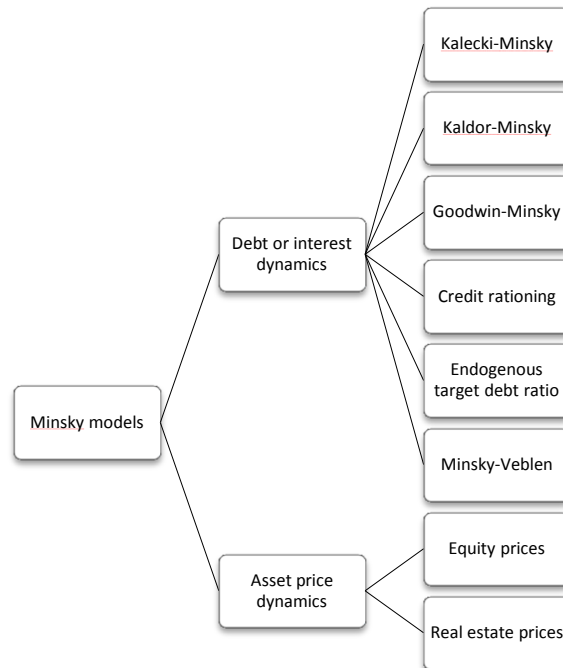 Kalecki-Minsky
Kaldor-Minsky
Goodwin-Minsky
Debt or interest
dynamics
Credit rationing
Endogenous
target debt ratio
Minsky models
Minsky-Veblen
Equity prices
Asset price
dynamics
Real estate prices